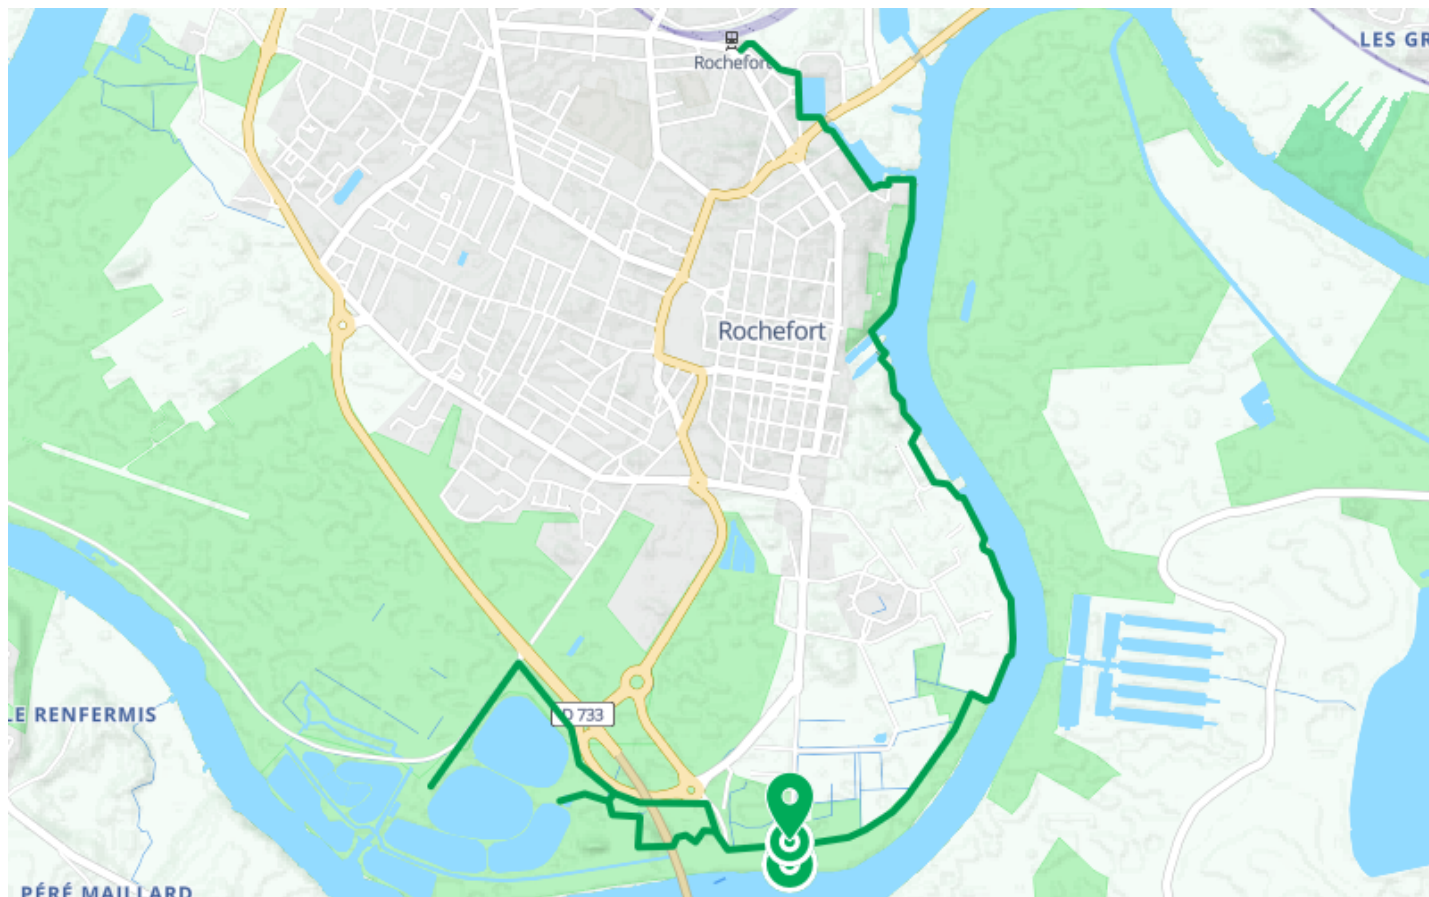 LES GR
Rochefort
Rochefort
D 733
LE RENFERMIS
PÉRÉ MAILLARD